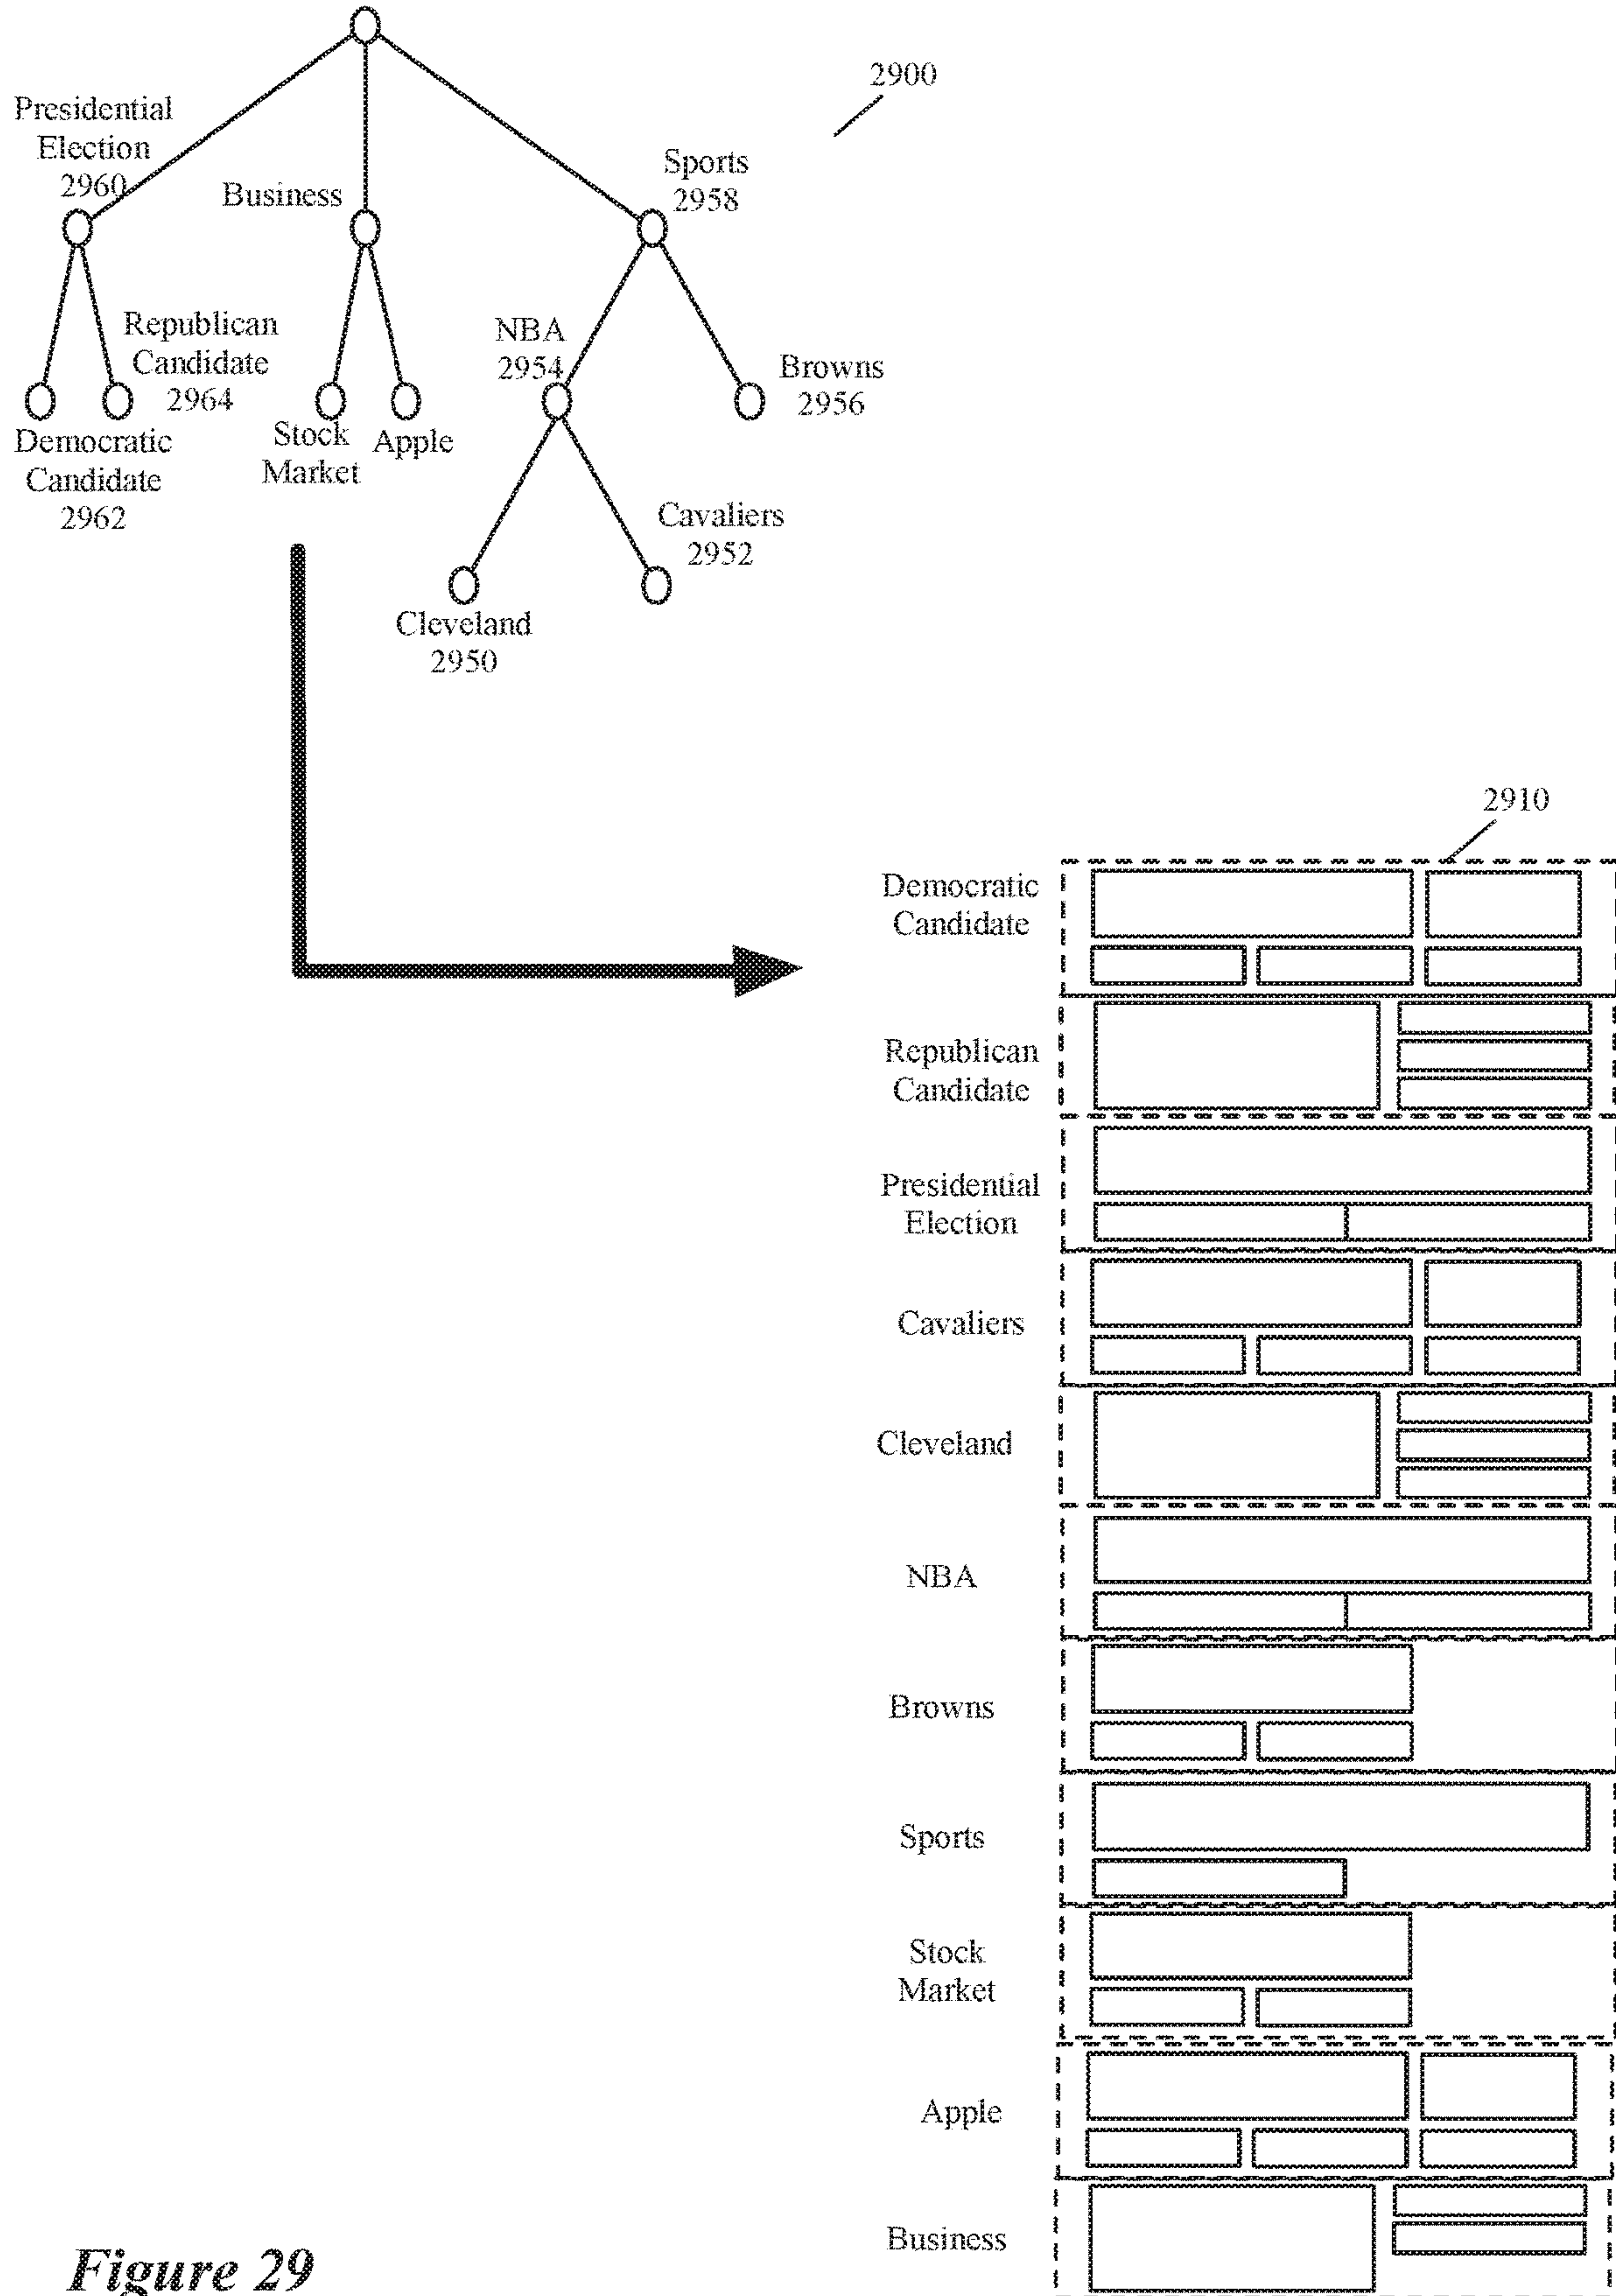 2900
Presidential
Election
2960
Business
Sports
2958
Republican
Candidate
2964
NBA
2954
Browns
2956
Democratic
Candidate
2962
Stock
Market
Apple
Cavaliers
2952
Cleveland
2950
2910
Democratic
Candidate
Republican
Candidate
Presidential
Election
Cavaliers
Cleveland
NBA
Browns
Sports
Stock
Market
Apple
Business
Figure 29